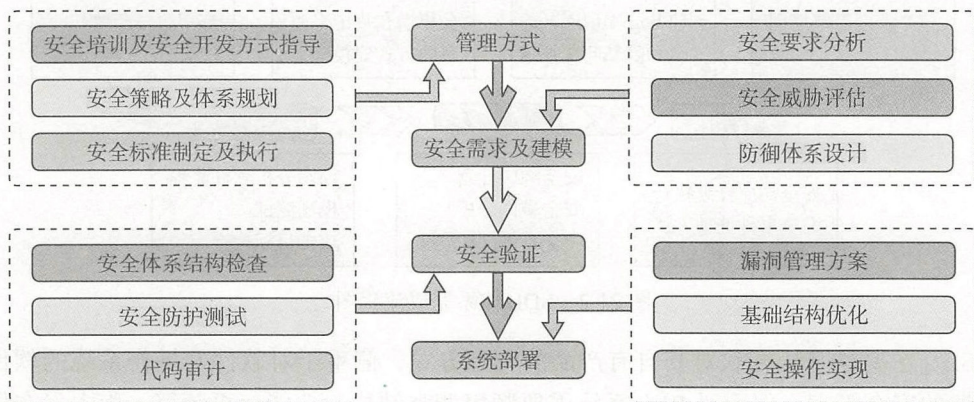 安全培训及安全开发方式指导
安全策略及体系规划
安全标准制定及执行
管理方式
安全需求及建模
安全要求分析
安全威胁评估
防御体系设计
安全体系结构检查
安全防护测试
代码审计
安全验证
系统部署
漏洞管理方案
基础结构优化
安全操作实现